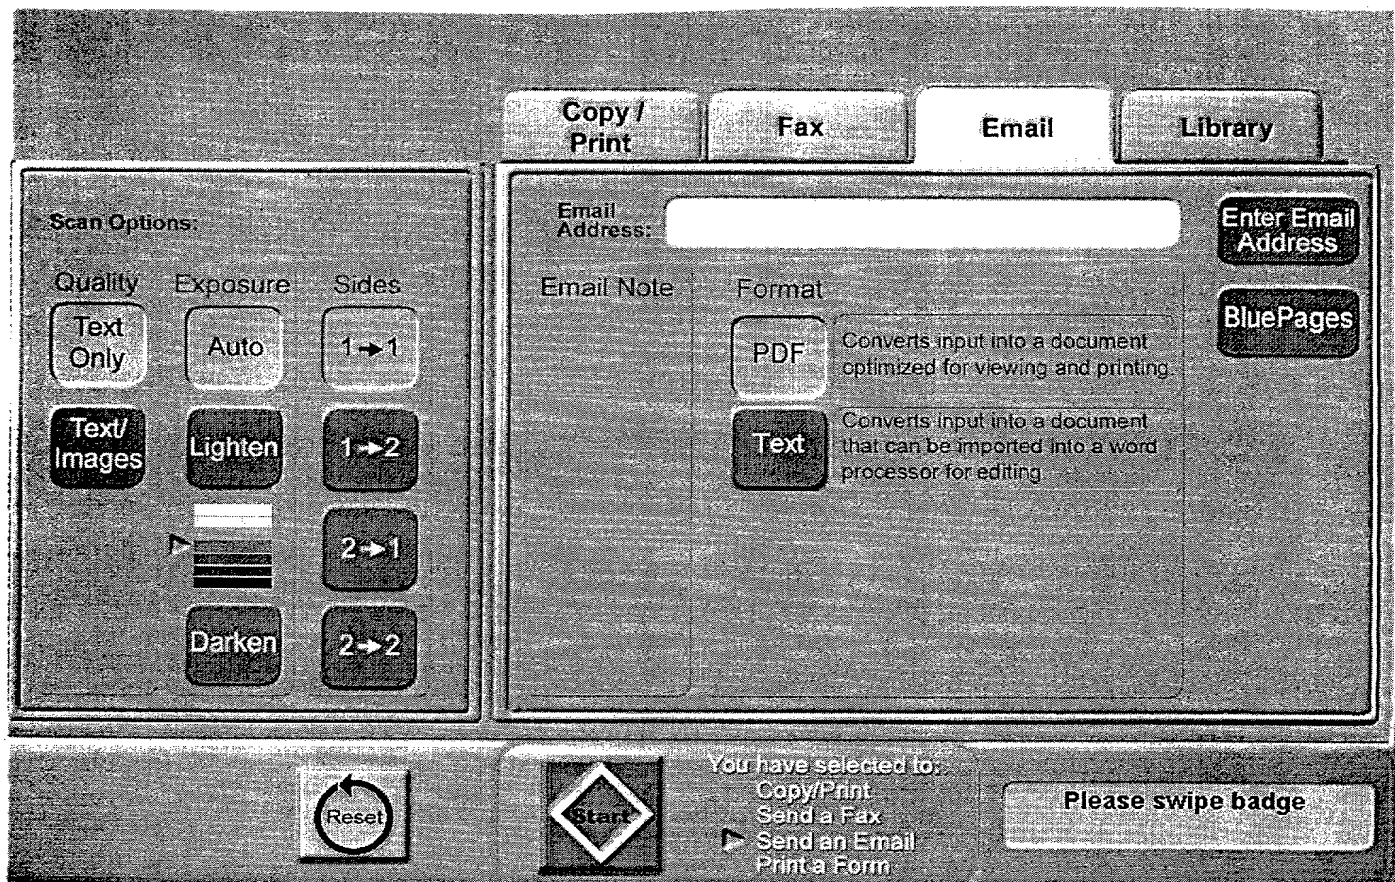 Copy /
Print
Fax
Email
Library
Scan Options:
Quality
Exposure
Sides
Text
Only
Auto
1→1
Text/
Images
Lighten
1→2
2→1
Darken
2→2
Email
Address:
Enter Email
Address
BluePages
Email Note
Format
PDF
Converts input into a document
optimized for viewing and printing
Text
Converts input into a document
that can be imported into a word
processor for editing
Reset
Start
You have selected to:
Copy/Print
Send a Fax
Send an Email
Print a Form
Please swipe badge